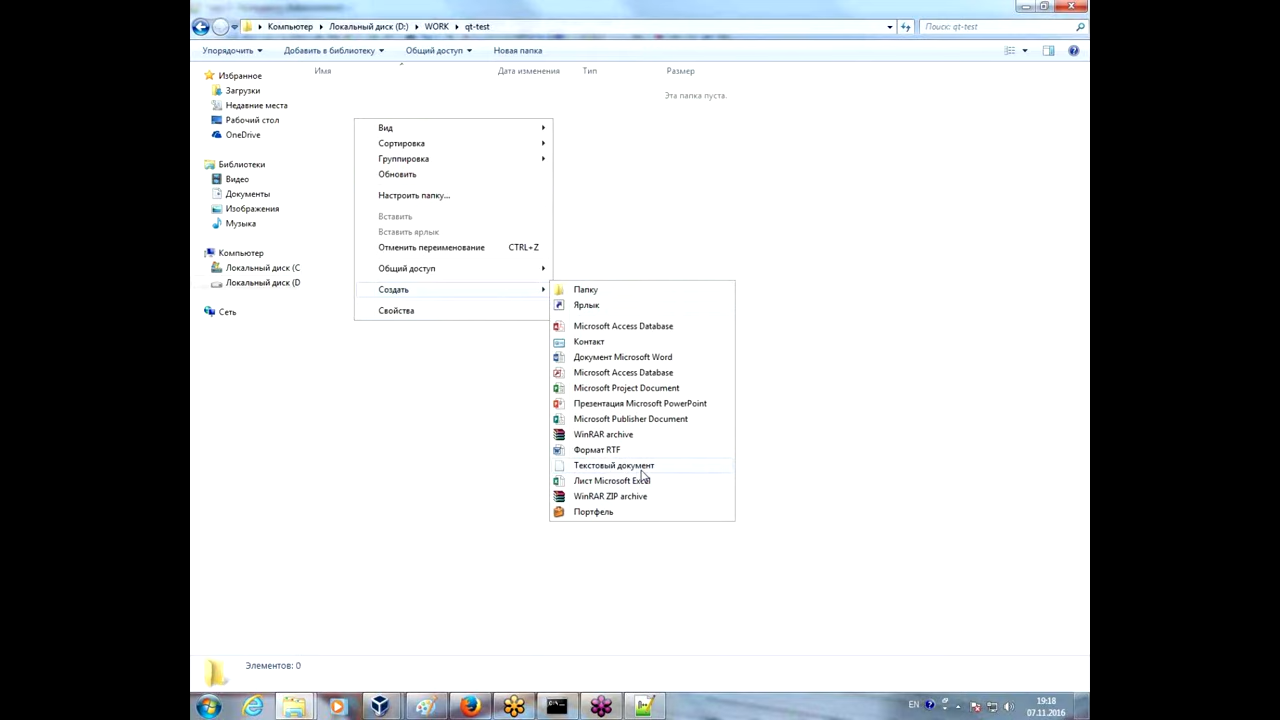 Компьютер Локальный диск (D:) WORK qt-test
Поиск: qt-test
Упорядочить Добавить в библиотеку Общий доступ Новая папка
Имя Дата изменения Тип Размер
Эта папка пуста.
Избранное
Загрузки
Недавние места
Рабочий стол
OneDrive
Библиотеки
Видео
Документы
Изображения
Музыка
Компьютер
Локальный диск (C
Локальный диск (D
Сеть
Вид
Сортировка
Группировка
Обновить
Настроить папку...
Вставить
Вставить ярлык
Отменить переименование CTRL+Z
Общий доступ
Создать
Свойства
Папку
Ярлык
Microsoft Access Database
Контакт
Документ Microsoft Word
Microsoft Access Database
Microsoft Project Document
Презентация Microsoft PowerPoint
Microsoft Publisher Document
WinRAR archive
Формат RTF
Текстовый документ
Лист Microsoft Excel
WinRAR ZIP archive
Портфель
Элементов: 0
EN
19:18
07.11.2016